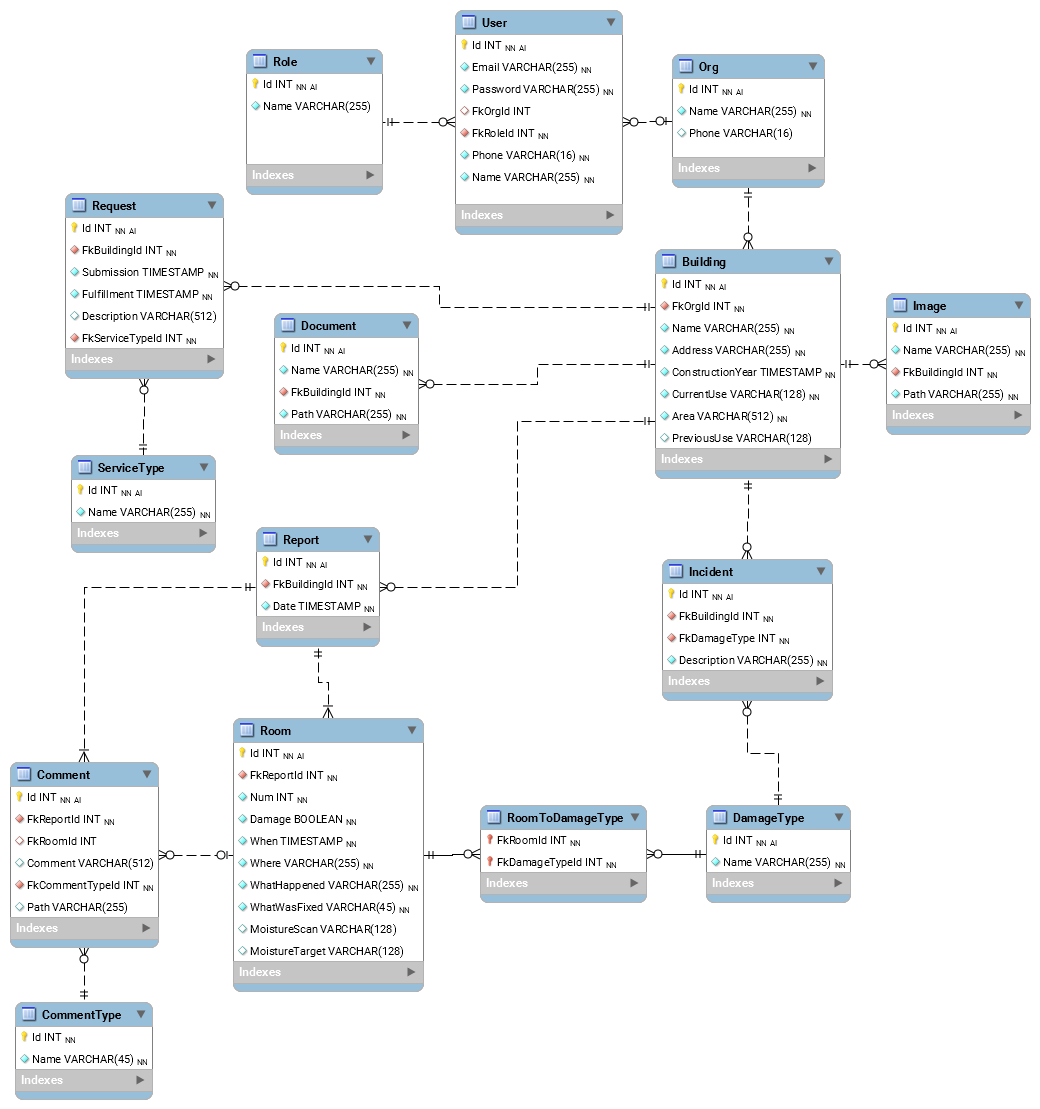 User
Id INT NN AI
Email VARCHAR(255) NN
Password VARCHAR(255) NN
FkOrgId INT
FkRoleId INT NN
Phone VARCHAR(16) NN
Name VARCHAR(255) NN
Indexes
Role
Id INT NN AI
Name VARCHAR(255)
Indexes
Org
Id INT NN AI
Name VARCHAR(255) NN
Phone VARCHAR(16)
Indexes
Request
Id INT NN AI
FkBuildingId INT NN
Submission TIMESTAMP NN
Fulfillment TIMESTAMP NN
Description VARCHAR(512)
FkServiceTypeId INT NN
Indexes
Building
Id INT NN AI
FkOrgId INT NN
Name VARCHAR(255) NN
Address VARCHAR(255) NN
ConstructionYear TIMESTAMP NN
CurrentUse VARCHAR(128) NN
Area VARCHAR(512) NN
PreviousUse VARCHAR(128)
Indexes
Image
Id INT NN AI
Name VARCHAR(255) NN
FkBuildingId INT NN
Path VARCHAR(255) NN
Indexes
Document
Id INT NN AI
Name VARCHAR(255) NN
FkBuildingId INT NN
Path VARCHAR(255) NN
Indexes
ServiceType
Id INT NN AI
Name VARCHAR(255) NN
Indexes
Report
Id INT NN AI
FkBuildingId INT NN
Date TIMESTAMP NN
Indexes
Incident
Id INT NN AI
FkBuildingId INT NN
FkDamageType INT NN
Description VARCHAR(255) NN
Indexes
Room
Id INT NN AI
FkReportId INT NN
Num INT NN
Damage BOOLEAN NN
When TIMESTAMP NN
Where VARCHAR(255) NN
WhatHappened VARCHAR(255) NN
WhatWasFixed VARCHAR(45) NN
MoistureScan VARCHAR(128)
MoistureTarget VARCHAR(128)
Indexes
Comment
Id INT NN AI
FkReportId INT NN
FkRoomId INT
Comment VARCHAR(512)
FkCommentTypeId INT NN
Path VARCHAR(255)
Indexes
RoomToDamageType
FkRoomId INT NN
FkDamageTypeId INT NN
Indexes
DamageType
Id INT NN AI
Name VARCHAR(255) NN
Indexes
CommentType
Id INT NN
Name VARCHAR(45) NN
Indexes